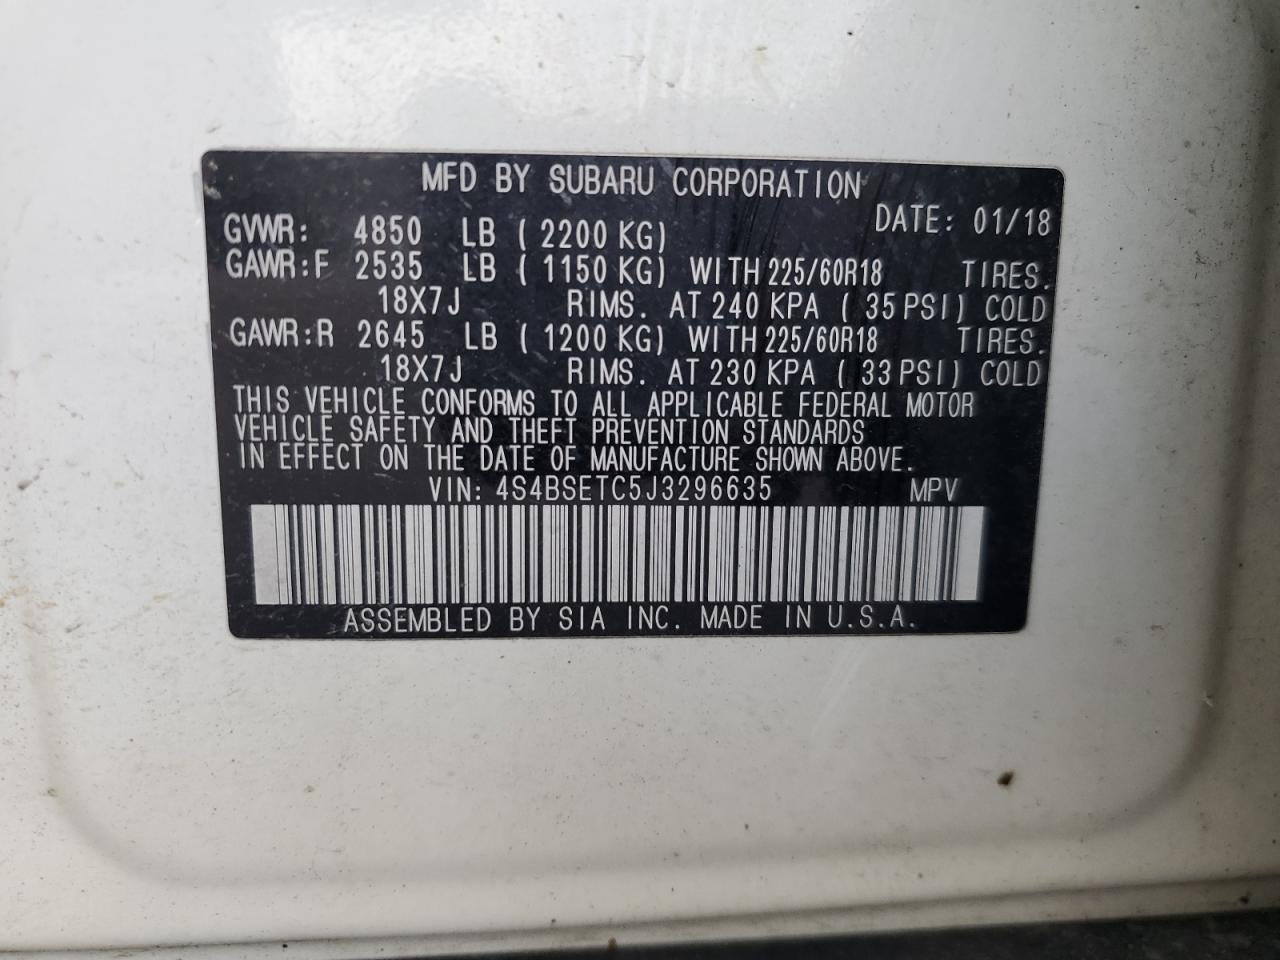 MFD BY SUBARU CORPORATION
DATE: 01/18
GVWR: 4850 LB ( 2200 KG)
GAWR:F 2535 LB ( 1150 KG) WITH 225/60R18 TIRES.
18X7J RIMS. AT 240 KPA ( 35 PSI) COLD
GAWR:R 2645 LB ( 1200 KG) WITH 225/60R18 TIRES.
18X7J RIMS. AT 230 KPA ( 33 PSI) COLD
THIS VEHICLE CONFORMS TO ALL APPLICABLE FEDERAL MOTOR
VEHICLE SAFETY AND THEFT PREVENTION STANDARDS
IN EFFECT ON THE DATE OF MANUFACTURE SHOWN ABOVE.
VIN: 4S4BSETC5J3296635 MPV
ASSEMBLED BY SIA INC. MADE IN U.S.A.